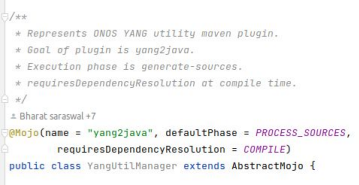 /**
* Represents ONOS YANG utility maven plugin.
* Goal of plugin is yang2java.
* Execution phase is generate-sources.
* requiresDependencyResolution at compile time.
*/
Bharat saraswal +7
@Mojo(name = "yang2java", defaultPhase = PROCESS_SOURCES,
requiresDependencyResolution = COMPILE)
public class YangUtilManager extends AbstractMojo {